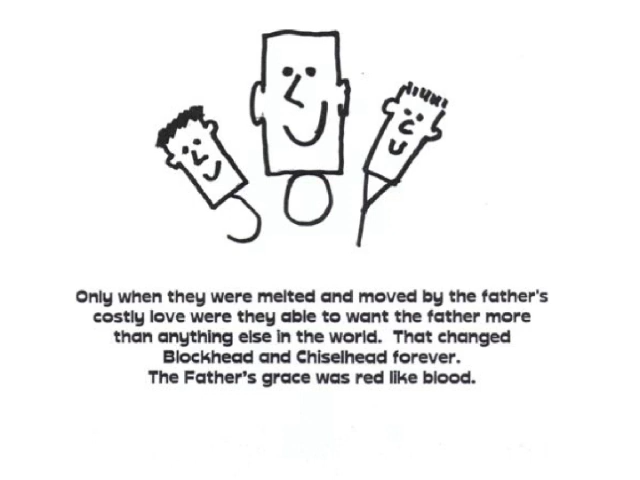 Only when they were melted and moved by the father's
costly love were they able to want the father more
than anything else in the world.  That changed
Blockhead and Chiselhead forever.
The Father's grace was red like blood.